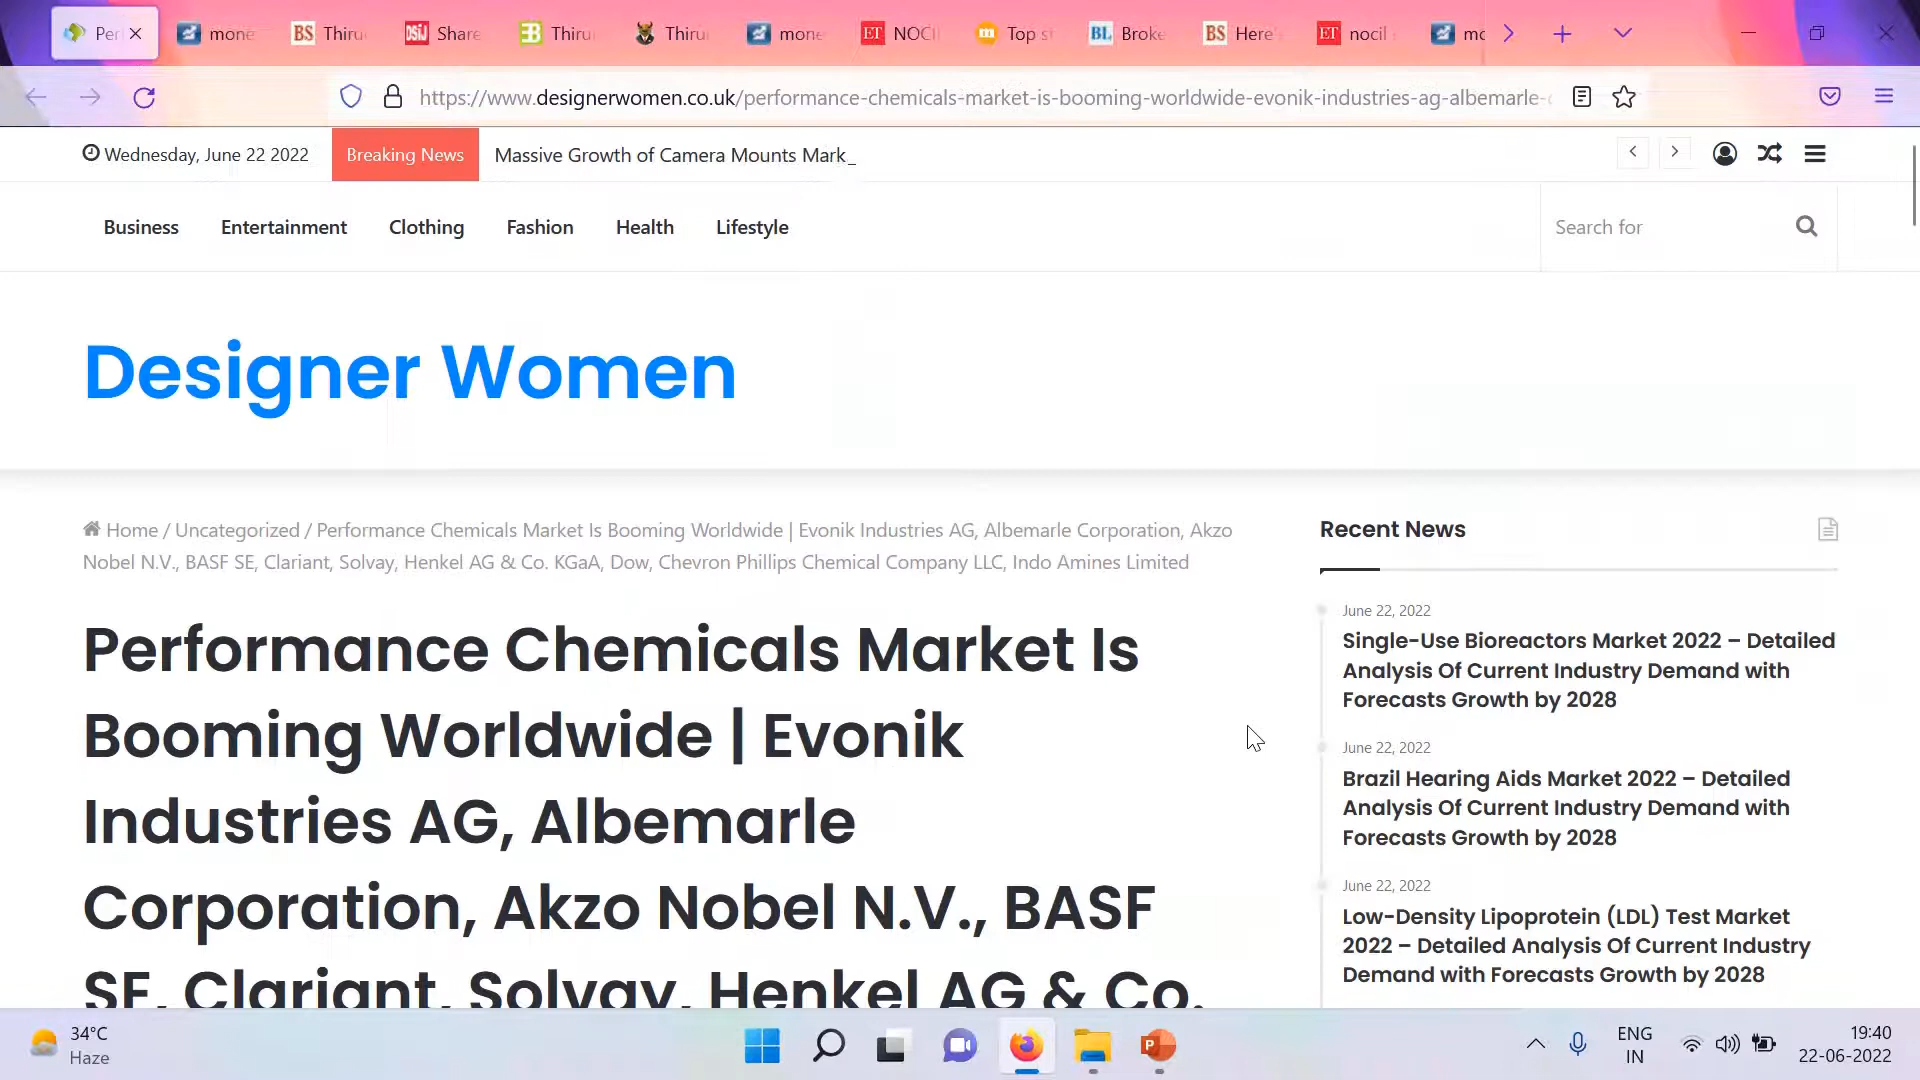 Per
mone
BS Thiru
DSIJ Share
Thiru
Thiru
mone
ET NOCI
Top st
BL Broke
BS Here'
ET nocil
mc
https://www.designerwomen.co.uk/performance-chemicals-market-is-booming-worldwide-evonik-industries-ag-albemarle-c
Wednesday, June 22 2022
Breaking News
Massive Growth of Camera Mounts Mark_
Business Entertainment Clothing Fashion Health Lifestyle
Search for
Designer Women
Home / Uncategorized / Performance Chemicals Market Is Booming Worldwide | Evonik Industries AG, Albemarle Corporation, Akzo
Nobel N.V., BASF SE, Clariant, Solvay, Henkel AG & Co. KGaA, Dow, Chevron Phillips Chemical Company LLC, Indo Amines Limited
Performance Chemicals Market Is
Booming Worldwide | Evonik
Industries AG, Albemarle
Corporation, Akzo Nobel N.V., BASF
SE, Clariant, Solvay, Henkel AG & Co.
Recent News
June 22, 2022
Single-Use Bioreactors Market 2022 – Detailed
Analysis Of Current Industry Demand with
Forecasts Growth by 2028
June 22, 2022
Brazil Hearing Aids Market 2022 – Detailed
Analysis Of Current Industry Demand with
Forecasts Growth by 2028
June 22, 2022
Low-Density Lipoprotein (LDL) Test Market
2022 – Detailed Analysis Of Current Industry
Demand with Forecasts Growth by 2028
34°C
Haze
P
ENG
IN
19:40
22-06-2022